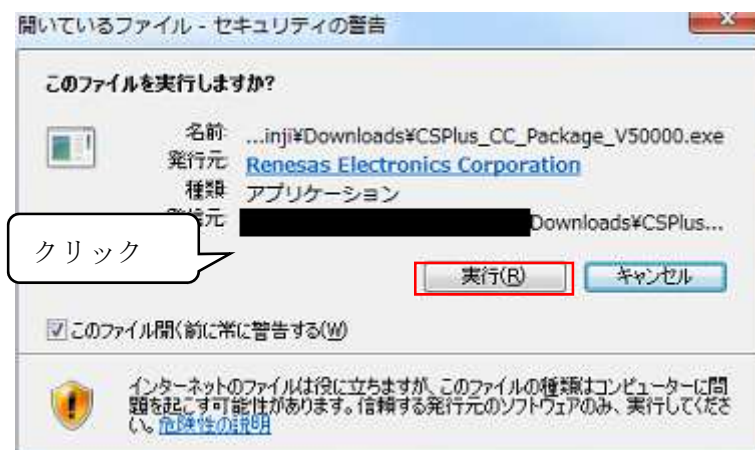 開いているファイル - セキュリティの警告
このファイルを実行しますか?
名前: ...inji¥Downloads¥CSPlus_CC_Package_V50000.exe
発行元: Renesas Electronics Corporation
種類: アプリケーション
発信元: Downloads¥CSPlus...
クリック
実行(R) キャンセル
このファイル開く前に常に警告する(W)
インターネットのファイルは役に立ちますが、このファイルの種類はコンピューターに問
題を起こす可能性があります。信頼する発行元のソフトウェアのみ、実行してくださ
い。危険性の説明